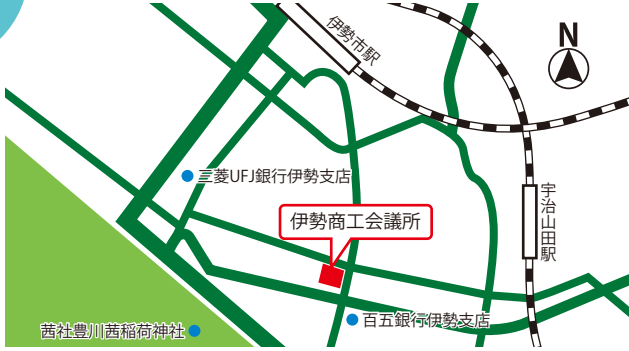 伊勢市駅
N
三菱UFJ銀行伊勢支店
宇治山田駅
伊勢商工会議所
百五銀行伊勢支店
茜社豊川茜稲荷神社